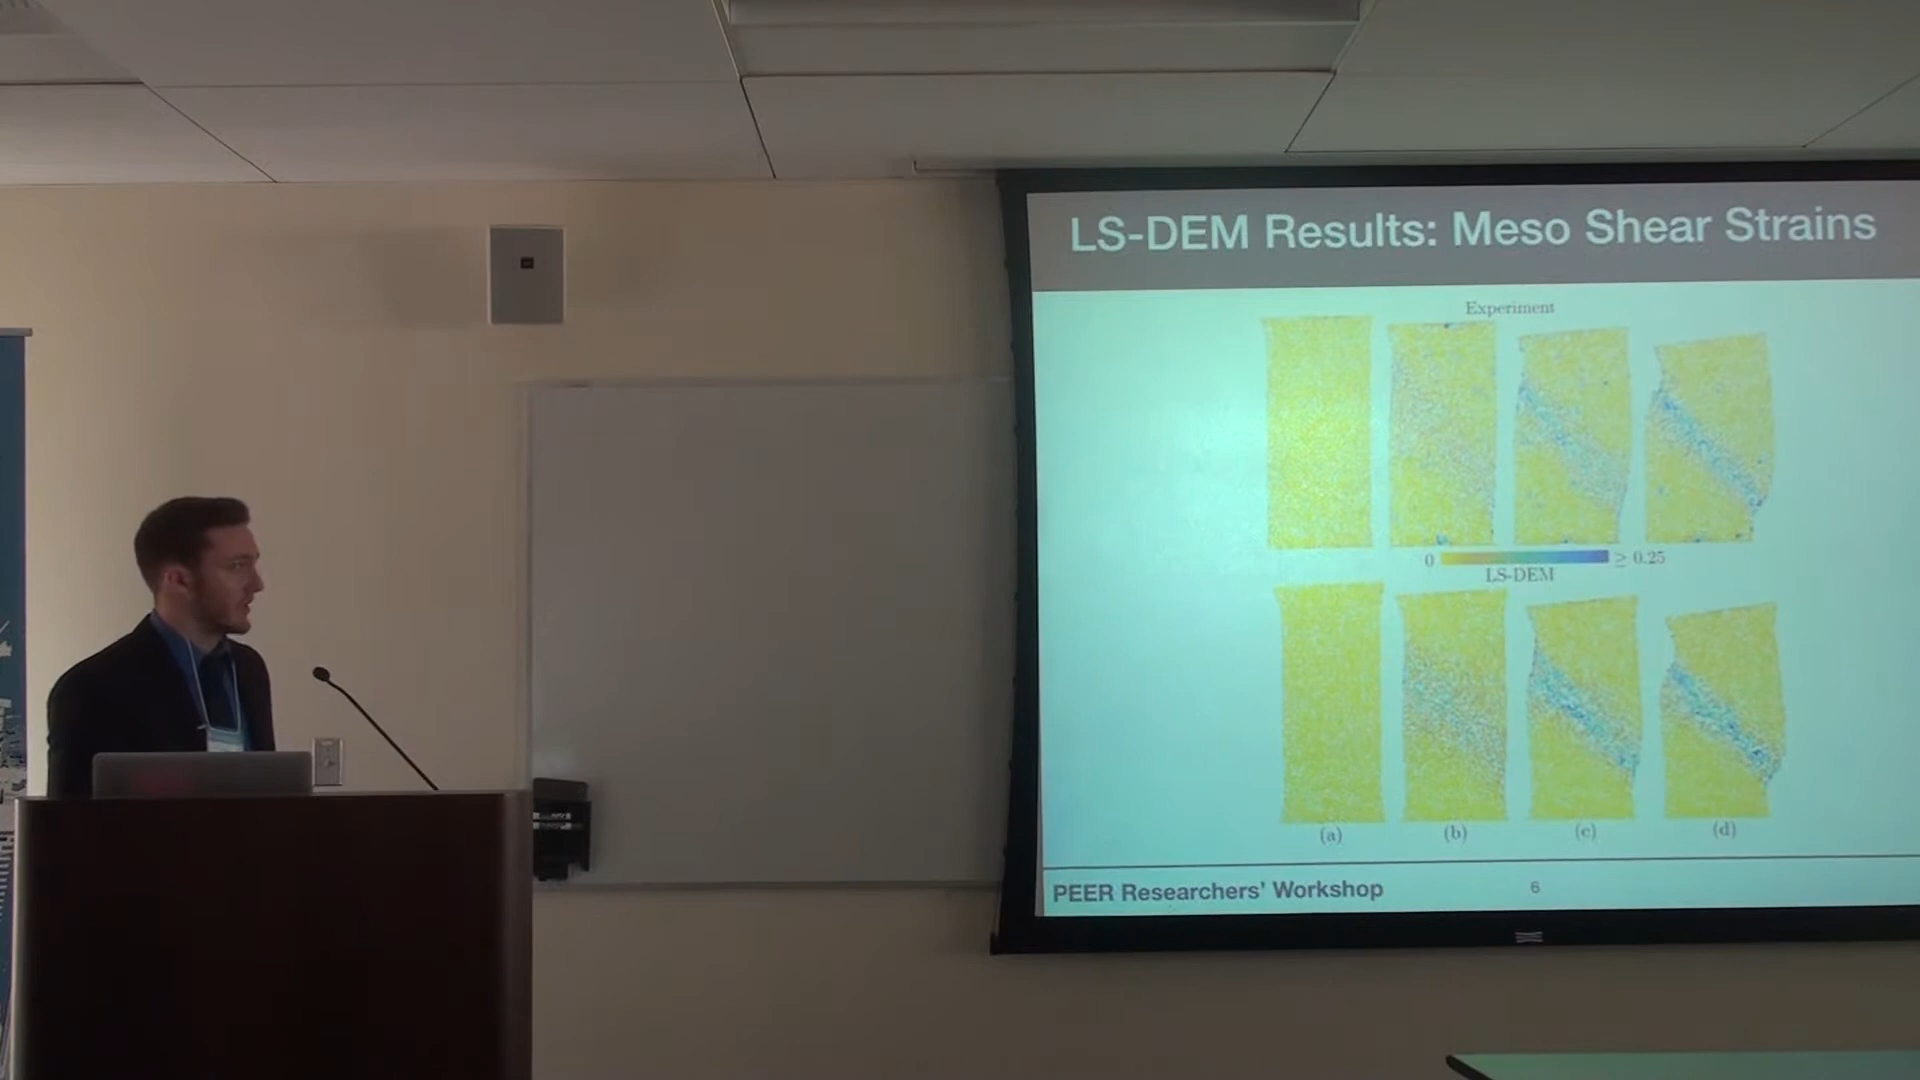 LS-DEM Results: Meso Shear Strains
Experiment
0 ≥ 0.25
LS-DEM
(a) (b) (c) (d)
PEER Researchers' Workshop 6